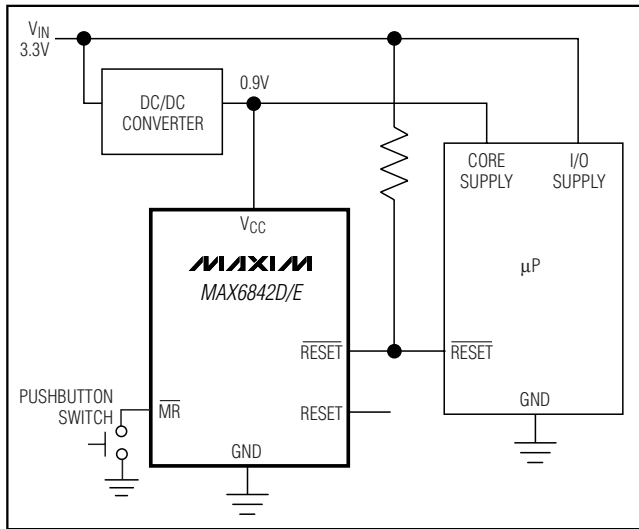 VIN
3.3V
0.9V
DC/DC
CONVERTER
CORE
SUPPLY
I/O
SUPPLY
VCC
MAXIM
MAX6842D/E
µP
RESET
RESET
PUSHBUTTON
SWITCH
MR
RESET
GND
GND